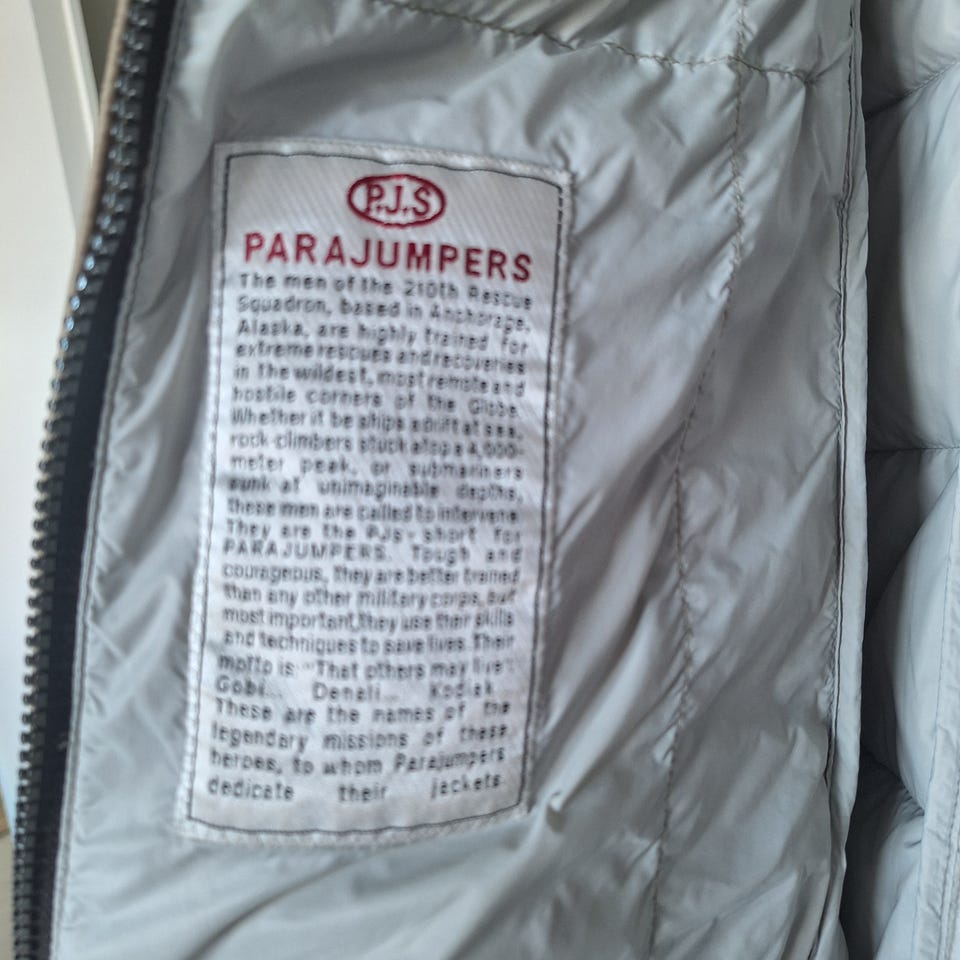 P.J.S
PARAJUMPERS
The men of the 210th Rescue
Squadron, based in Anchorage,
Alaska, are highly trained for
extreme rescues and recoveries
in the wildest, most remote and
hostile corners of the Globe.
Whether it be ships adrift at sea,
rock-climbers stuck atop a 4,000-
meter peak, or submariners
sunk at unimaginable depths,
these men are called to intervene.
They are the PJs - short for
PARAJUMPERS. Tough and
courageous, they are better trained
than any other military corps, but
most important, they use their skills
and techniques to save lives. Their
motto is: "That others may live".
Gobi... Denali... Kodiak...
These are the names of the
legendary missions of these
heroes, to whom Parajumpers
dedicate their jackets.